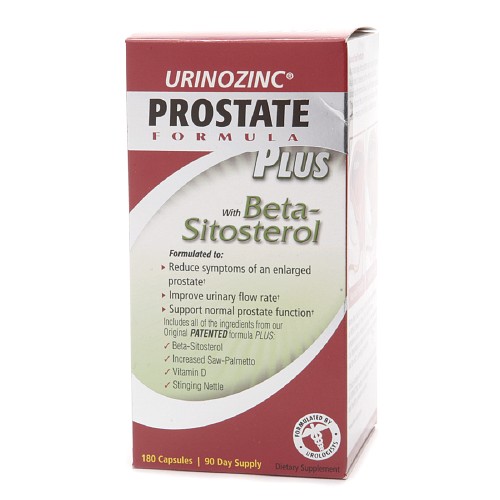 URINOZINC®
PROSTATE
FORMULA
PLUS
With Beta-
Sitosterol
Formulated to:
Reduce symptoms of an enlarged
prostate†
Improve urinary flow rate†
Support normal prostate function†
Includes all of the ingredients from our
Original PATENTED formula PLUS:
✓ Beta-Sitosterol
✓ Increased Saw-Palmetto
✓ Vitamin D
✓ Stinging Nettle
FORMULATED BY
UROLOGISTS
180 Capsules | 90 Day Supply
Dietary Supplement